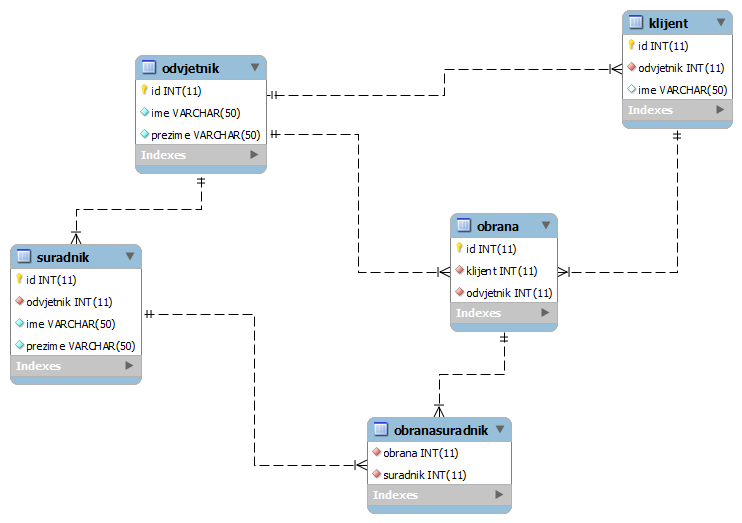 klijent
id INT(11)
odvjetnik INT(11)
ime VARCHAR(50)
Indexes
odvjetnik
id INT(11)
ime VARCHAR(50)
prezime VARCHAR(50)
Indexes
obrana
id INT(11)
klijent INT(11)
odvjetnik INT(11)
Indexes
suradnik
id INT(11)
odvjetnik INT(11)
ime VARCHAR(50)
prezime VARCHAR(50)
Indexes
obranasuradnik
obrana INT(11)
suradnik INT(11)
Indexes